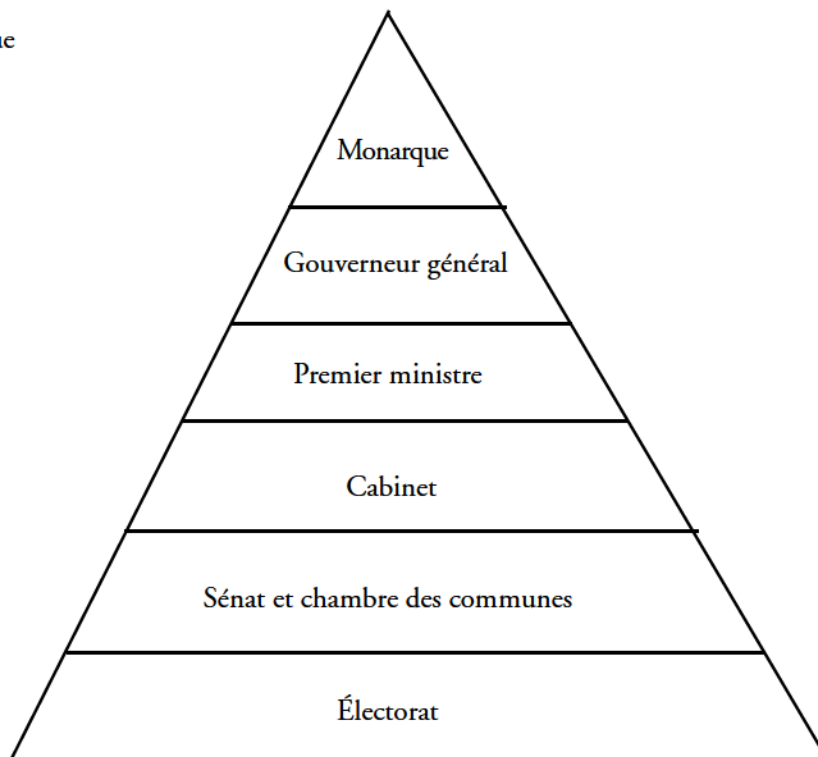 Monarque
Gouverneur général
Premier ministre
Cabinet
Sénat et chambre des communes
Électorat